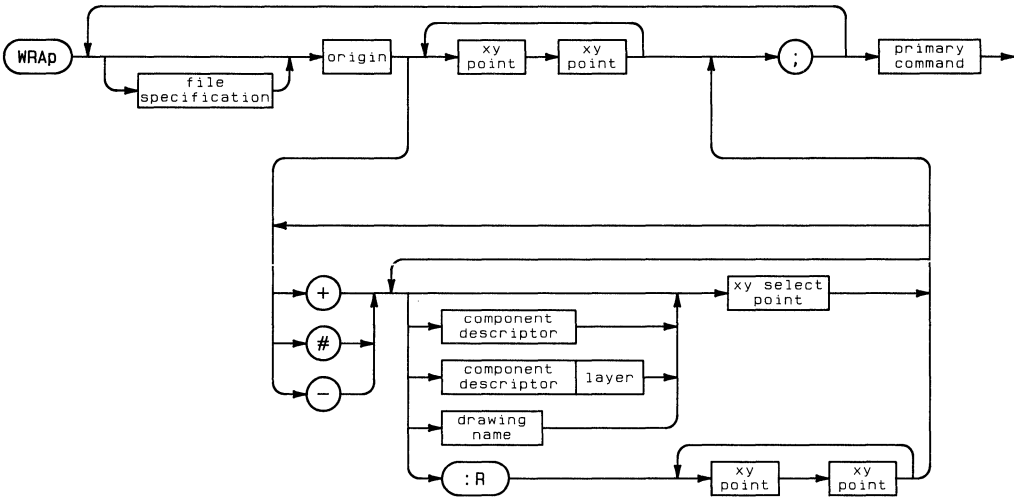 WRAp
file
specification
origin
xy
point
xy
point
;
primary
command
+
#
−
component
descriptor
component
descriptor
layer
drawing
name
xy select
point
:R
xy
point
xy
point